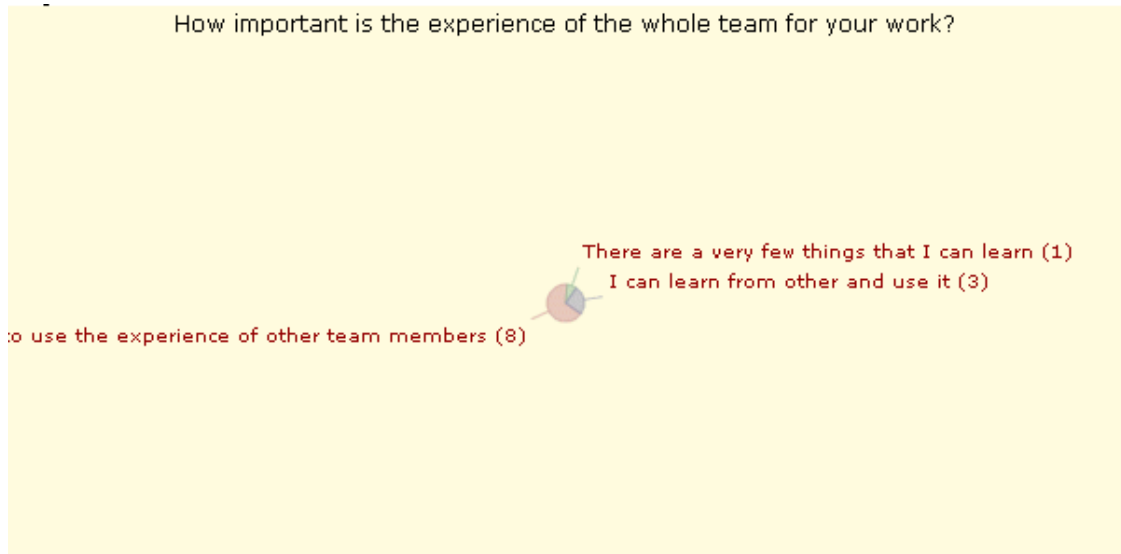 How important is the experience of the whole team for your work?
There are a very few things that I can learn (1)
I can learn from other and use it (3)
use the experience of other team members (8)